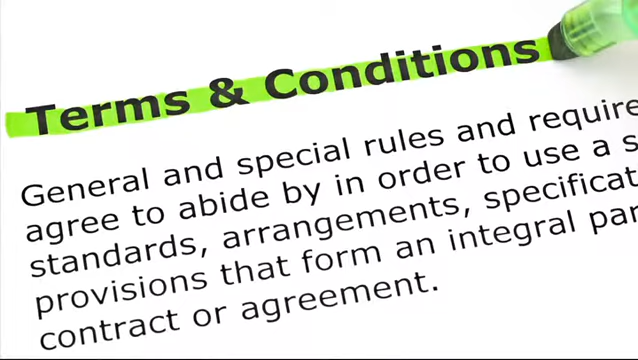 Terms & Conditions
General and special rules and
agree to abide by in order to use a
standards, arrangements,
provisions that form an integral
contract or agreement.